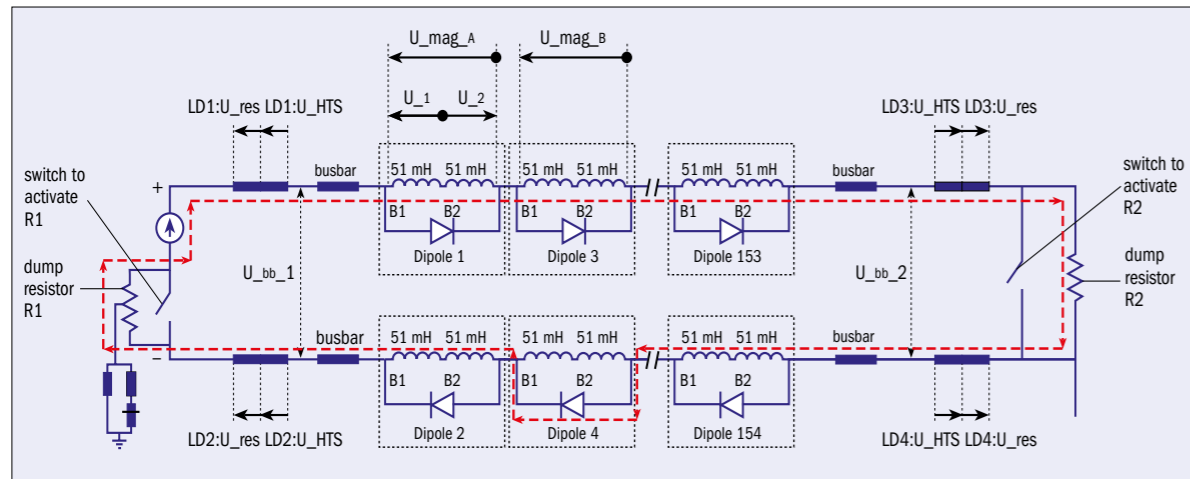 U_mag_A
U_mag_B
U_1
U_2
LD1:U_res
LD1:U_HTS
LD3:U_HTS
LD3:U_res
switch to
activate
R1
busbar
51 mH
51 mH
51 mH
51 mH
51 mH
51 mH
busbar
switch to
activate
R2
+
B1
B2
B1
B2
B1
B2
Dipole 1
Dipole 3
Dipole 153
dump
resistor
R1
U_bb_1
U_bb_2
dump
resistor
R2
busbar
51 mH
51 mH
51 mH
51 mH
51 mH
51 mH
busbar
–
B1
B2
B1
B2
B1
B2
Dipole 2
Dipole 4
Dipole 154
LD2:U_res
LD2:U_HTS
LD4:U_HTS
LD4:U_res